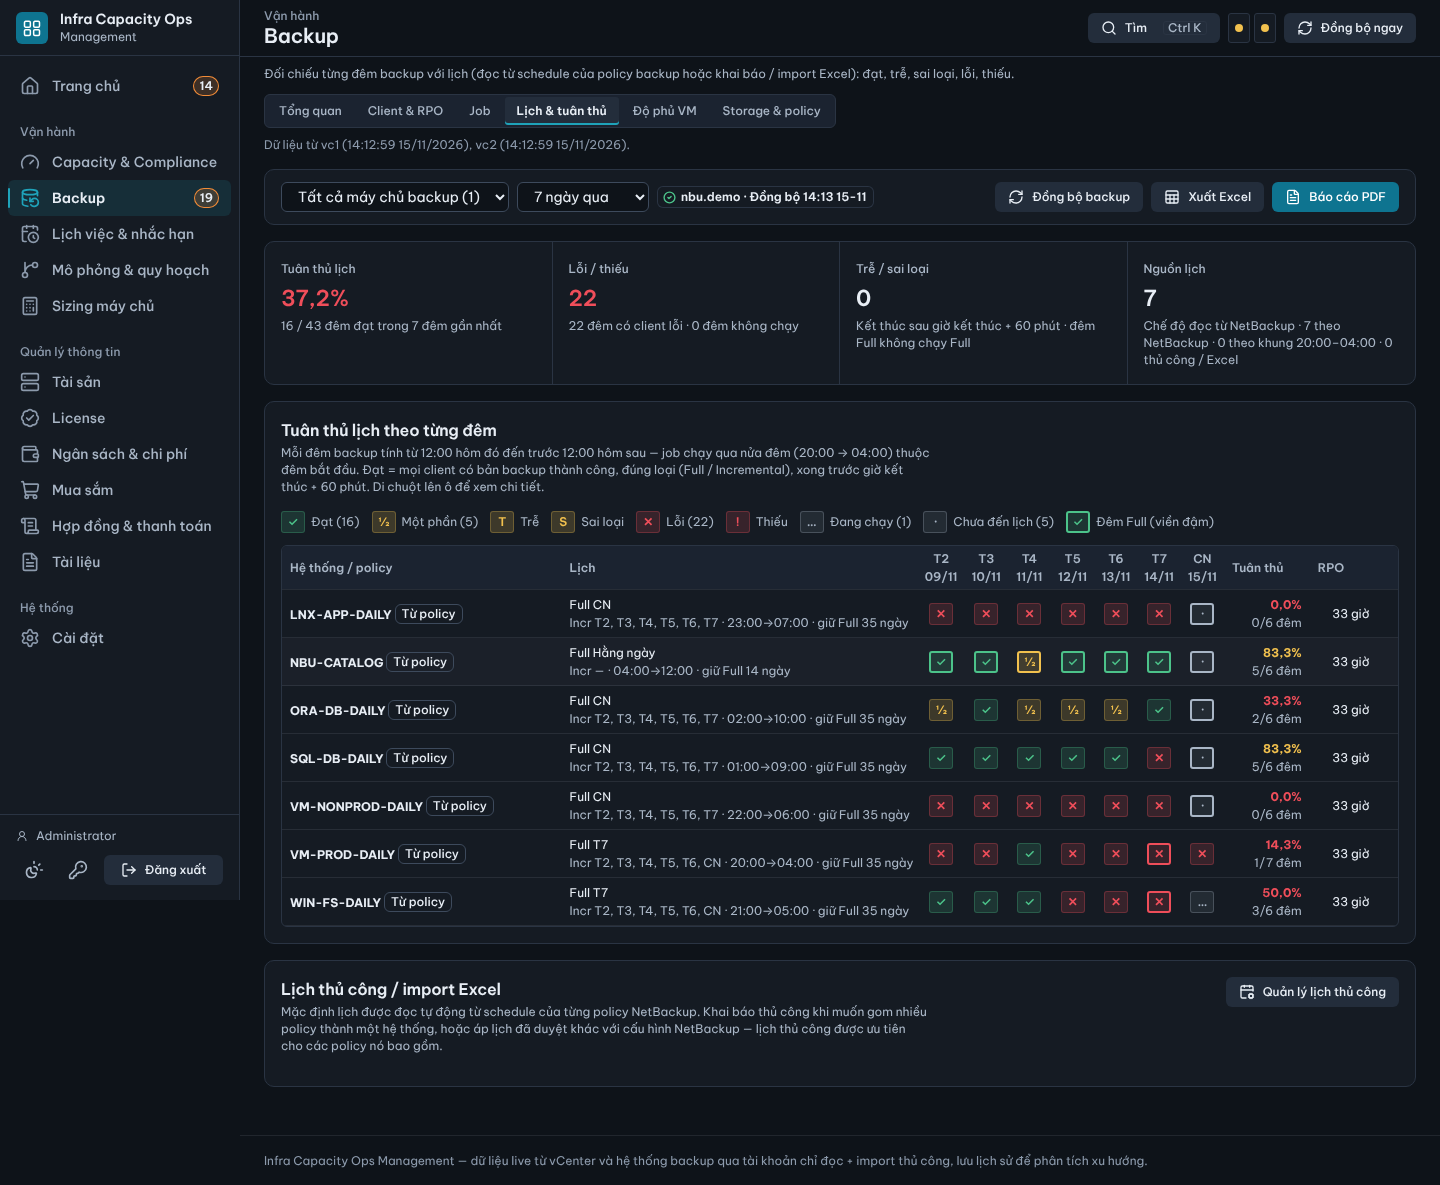 Infra Capacity Ops
Management
Trang chủ 14
Vận hành
Capacity & Compliance
Backup 19
Lịch việc & nhắc hạn
Mô phỏng & quy hoạch
Sizing máy chủ
Quản lý thông tin
Tài sản
License
Ngân sách & chi phí
Mua sắm
Hợp đồng & thanh toán
Tài liệu
Hệ thống
Cài đặt
Administrator
Đăng xuất
Vận hành
Backup
Tìm Ctrl K
Đồng bộ ngay
Đối chiếu từng đêm backup với lịch (đọc từ schedule của policy backup hoặc khai báo / import Excel): đạt, trễ, sai loại, lỗi, thiếu.
Tổng quan Client & RPO Job Lịch & tuân thủ Độ phủ VM Storage & policy
Dữ liệu từ vc1 (14:12:59 15/11/2026), vc2 (14:12:59 15/11/2026).
Tất cả máy chủ backup (1) 7 ngày qua nbu.demo · Đồng bộ 14:13 15-11 Đồng bộ backup Xuất Excel Báo cáo PDF
Tuân thủ lịch
37,2%
16 / 43 đêm đạt trong 7 đêm gần nhất
Lỗi / thiếu
22
22 đêm có client lỗi · 0 đêm không chạy
Trễ / sai loại
0
Kết thúc sau giờ kết thúc + 60 phút · đêm
Full không chạy Full
Nguồn lịch
7
Chế độ đọc từ NetBackup · 7 theo
NetBackup · 0 theo khung 20:00–04:00 · 0
thủ công / Excel
Tuân thủ lịch theo từng đêm
Mỗi đêm backup tính từ 12:00 hôm đó đến trước 12:00 hôm sau — job chạy qua nửa đêm (20:00 → 04:00) thuộc
đêm bắt đầu. Đạt = mọi client có bản backup thành công, đúng loại (Full / Incremental), xong trước giờ kết
thúc + 60 phút. Di chuột lên ô để xem chi tiết.
✓ Đạt (16) ½ Một phần (5) T Trễ S Sai loại ✕ Lỗi (22) ! Thiếu … Đang chạy (1) · Chưa đến lịch (5) ✓ Đêm Full (viền đậm)
Hệ thống / policy Lịch T2 09/11 T3 10/11 T4 11/11 T5 12/11 T6 13/11 T7 14/11 CN 15/11 Tuân thủ RPO
LNX-APP-DAILY Từ policy
Full CN
Incr T2, T3, T4, T5, T6, T7 · 23:00→07:00 · giữ Full 35 ngày
✕ ✕ ✕ ✕ ✕ ✕ ·
0,0%
0/6 đêm
33 giờ
NBU-CATALOG Từ policy
Full Hằng ngày
Incr — · 04:00→12:00 · giữ Full 14 ngày
✓ ✓ ½ ✓ ✓ ✓ ·
83,3%
5/6 đêm
33 giờ
ORA-DB-DAILY Từ policy
Full CN
Incr T2, T3, T4, T5, T6, T7 · 02:00→10:00 · giữ Full 35 ngày
½ ✓ ½ ½ ½ ✓ ·
33,3%
2/6 đêm
33 giờ
SQL-DB-DAILY Từ policy
Full CN
Incr T2, T3, T4, T5, T6, T7 · 01:00→09:00 · giữ Full 35 ngày
✓ ✓ ✓ ✓ ✓ ✕ ·
83,3%
5/6 đêm
33 giờ
VM-NONPROD-DAILY Từ policy
Full CN
Incr T2, T3, T4, T5, T6, T7 · 22:00→06:00 · giữ Full 35 ngày
✕ ✕ ✕ ✕ ✕ ✕ ·
0,0%
0/6 đêm
33 giờ
VM-PROD-DAILY Từ policy
Full T7
Incr T2, T3, T4, T5, T6, CN · 20:00→04:00 · giữ Full 35 ngày
✕ ✕ ✓ ✕ ✕ ✕ ✕
14,3%
1/7 đêm
33 giờ
WIN-FS-DAILY Từ policy
Full T7
Incr T2, T3, T4, T5, T6, CN · 21:00→05:00 · giữ Full 35 ngày
✓ ✓ ✓ ✕ ✕ ✕ …
50,0%
3/6 đêm
33 giờ
Lịch thủ công / import Excel
Quản lý lịch thủ công
Mặc định lịch được đọc tự động từ schedule của từng policy NetBackup. Khai báo thủ công khi muốn gom nhiều
policy thành một hệ thống, hoặc áp lịch đã duyệt khác với cấu hình NetBackup — lịch thủ công được ưu tiên
cho các policy nó bao gồm.
Infra Capacity Ops Management — dữ liệu live từ vCenter và hệ thống backup qua tài khoản chỉ đọc + import thủ công, lưu lịch sử để phân tích xu hướng.